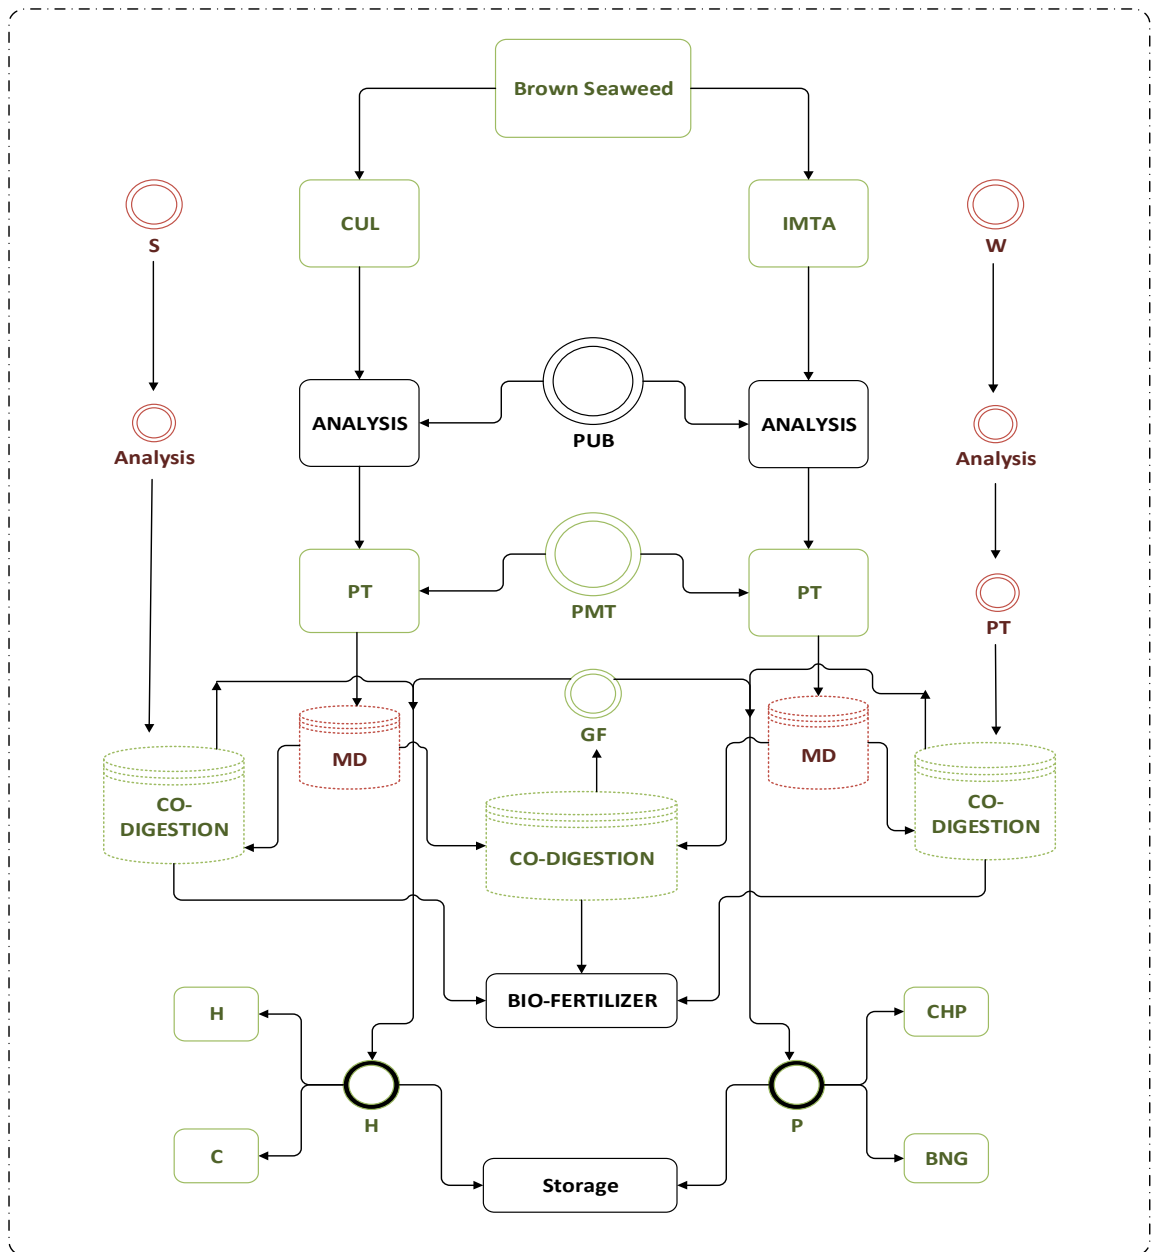 Brown Seaweed
CUL
IMTA
S
W
ANALYSIS
ANALYSIS
PUB
Analysis
Analysis
PT
PT
PMT
PT
GF
MD
MD
CO-
DIGESTION
CO-DIGESTION
CO-
DIGESTION
BIO-FERTILIZER
H
CHP
H
P
C
BNG
Storage